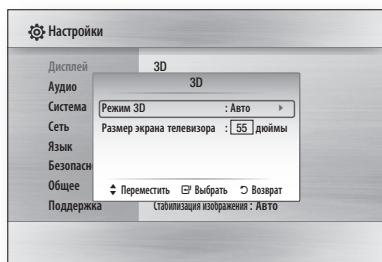 Настройки
Дисплей
3D
Аудио
Система
Сеть
Язык
Безопасн
Общее
Поддержка
3D
Режим 3D : Авто
Размер экрана телевизора : 55 дюймы
Переместить Выбрать Возврат
Стабилизация изображения : Авто